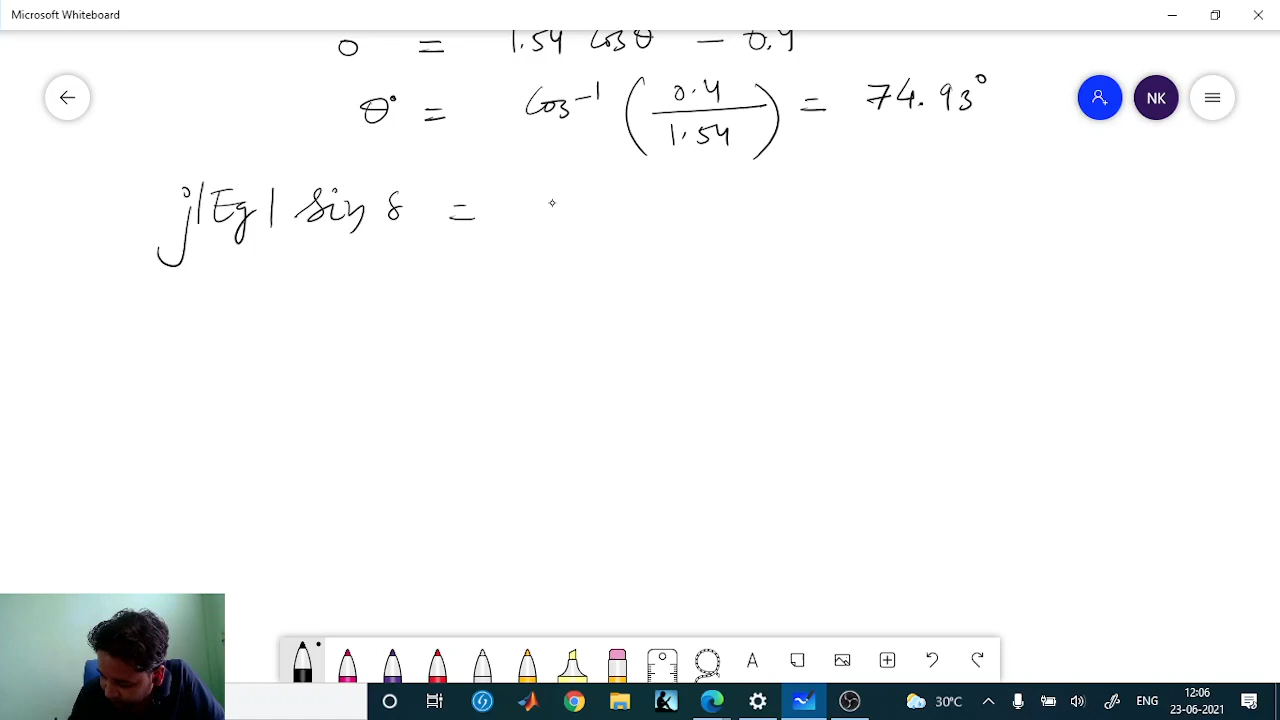 Microsoft Whiteboard
0 = 1.54 cosθ - 0.4
θ° = cos⁻¹ (0.4/1.54) = 74.93°
NK
j|Eg| sin δ =
A
30°C
ENG
12:06
23-06-2021